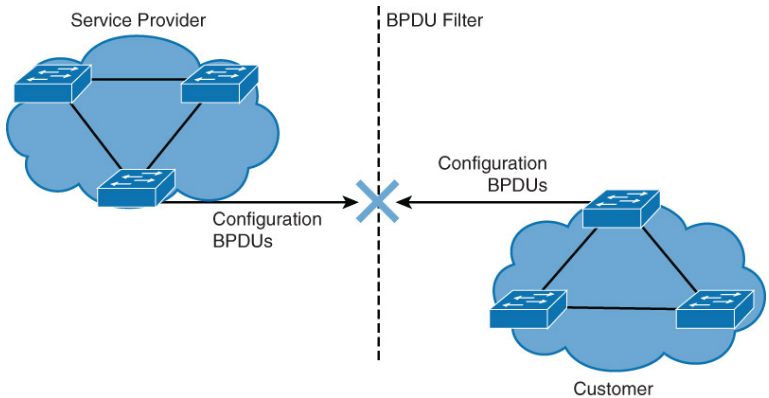 Service Provider
BPDU Filter
Configuration
BPDUs
Configuration
BPDUs
Customer